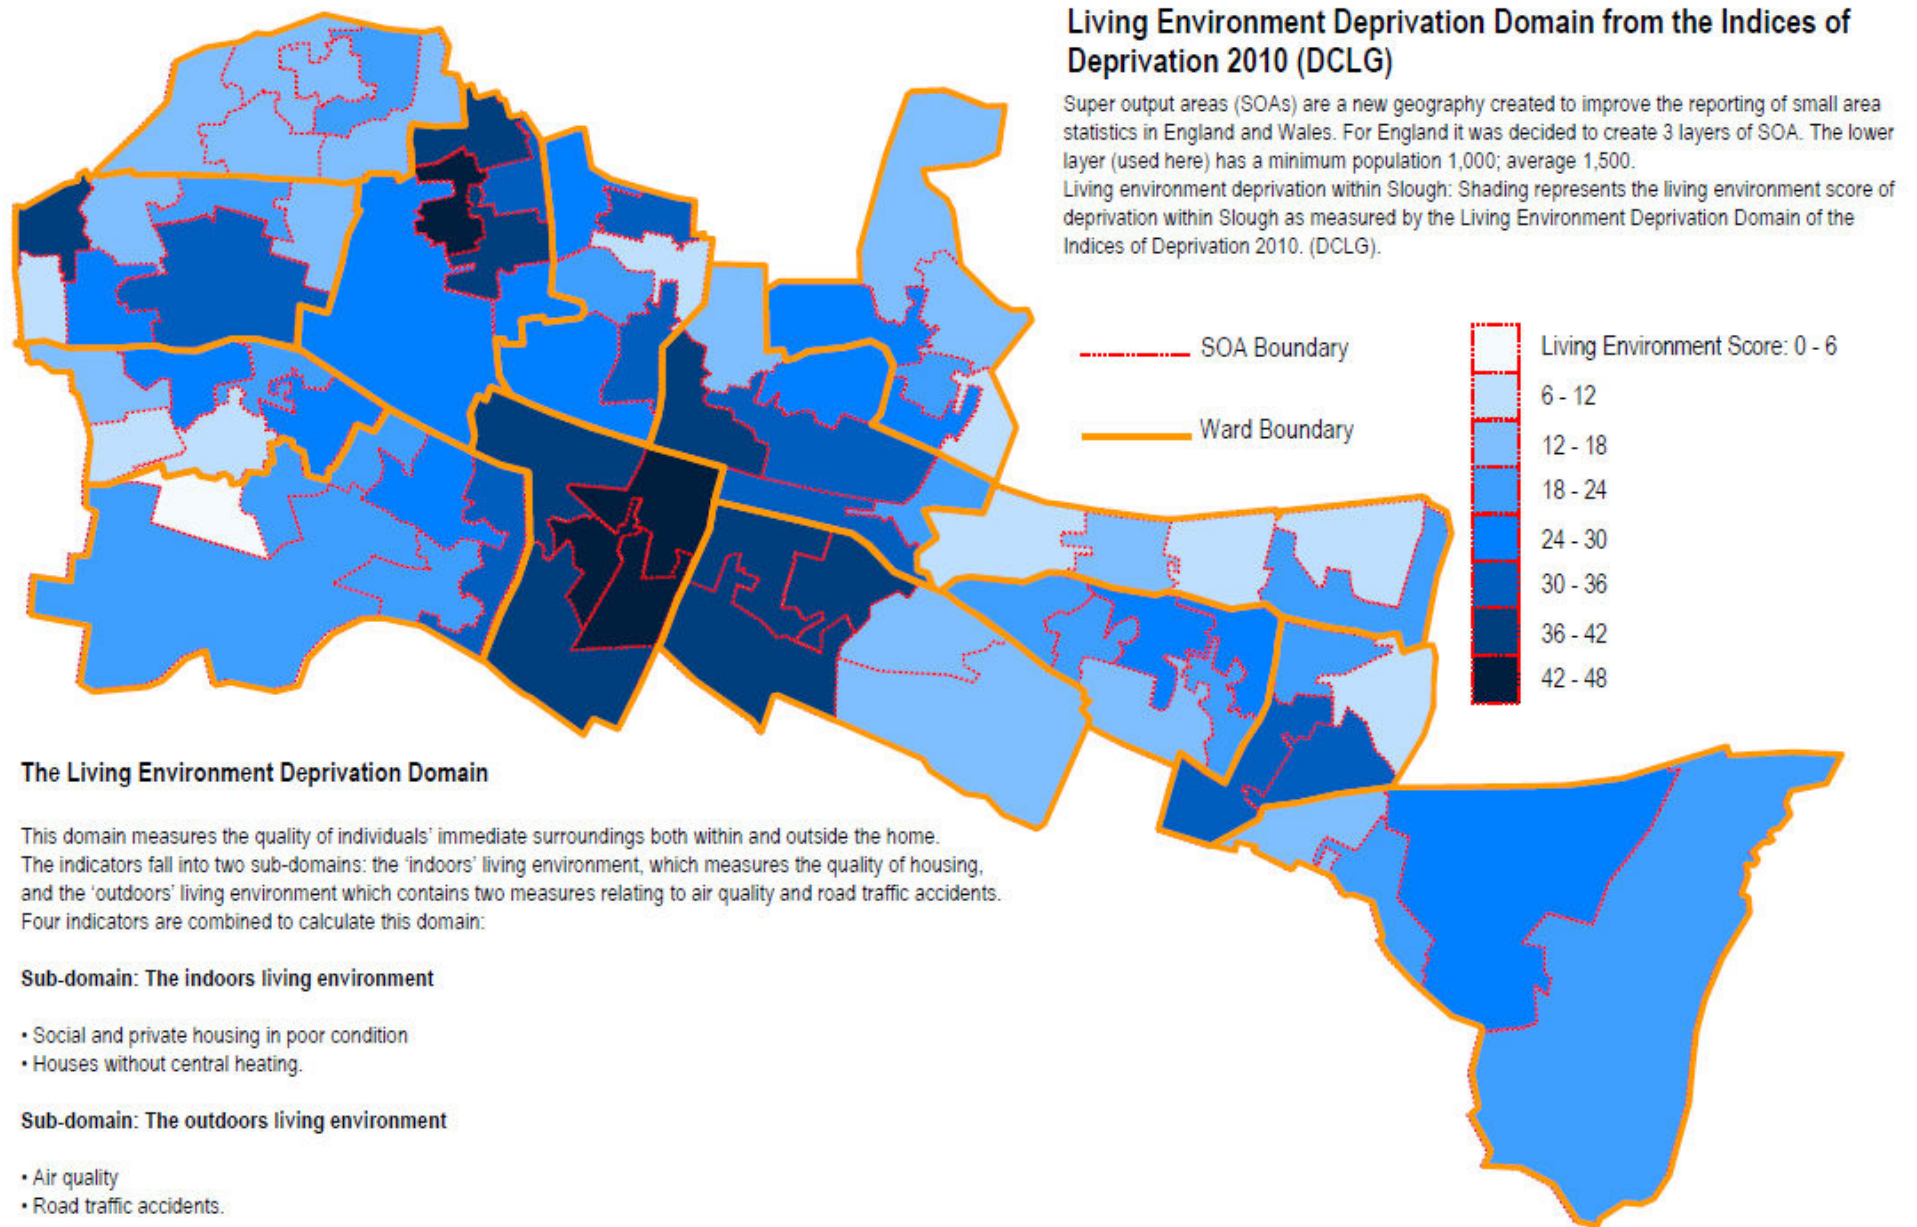 Living Environment Deprivation Domain from the Indices of
Deprivation 2010 (DCLG)
Super output areas (SOAs) are a new geography created to improve the reporting of small area
statistics in England and Wales. For England it was decided to create 3 layers of SOA. The lower
layer (used here) has a minimum population 1,000; average 1,500.
Living environment deprivation within Slough: Shading represents the living environment score of
deprivation within Slough as measured by the Living Environment Deprivation Domain of the
Indices of Deprivation 2010. (DCLG).
SOA Boundary
Ward Boundary
Living Environment Score: 0 - 6
6 - 12
12 - 18
18 - 24
24 - 30
30 - 36
36 - 42
42 - 48
The Living Environment Deprivation Domain
This domain measures the quality of individuals’ immediate surroundings both within and outside the home.
The indicators fall into two sub-domains: the ‘indoors’ living environment, which measures the quality of housing,
and the ‘outdoors’ living environment which contains two measures relating to air quality and road traffic accidents.
Four indicators are combined to calculate this domain:
Sub-domain: The indoors living environment
• Social and private housing in poor condition
• Houses without central heating.
Sub-domain: The outdoors living environment
• Air quality
• Road traffic accidents.